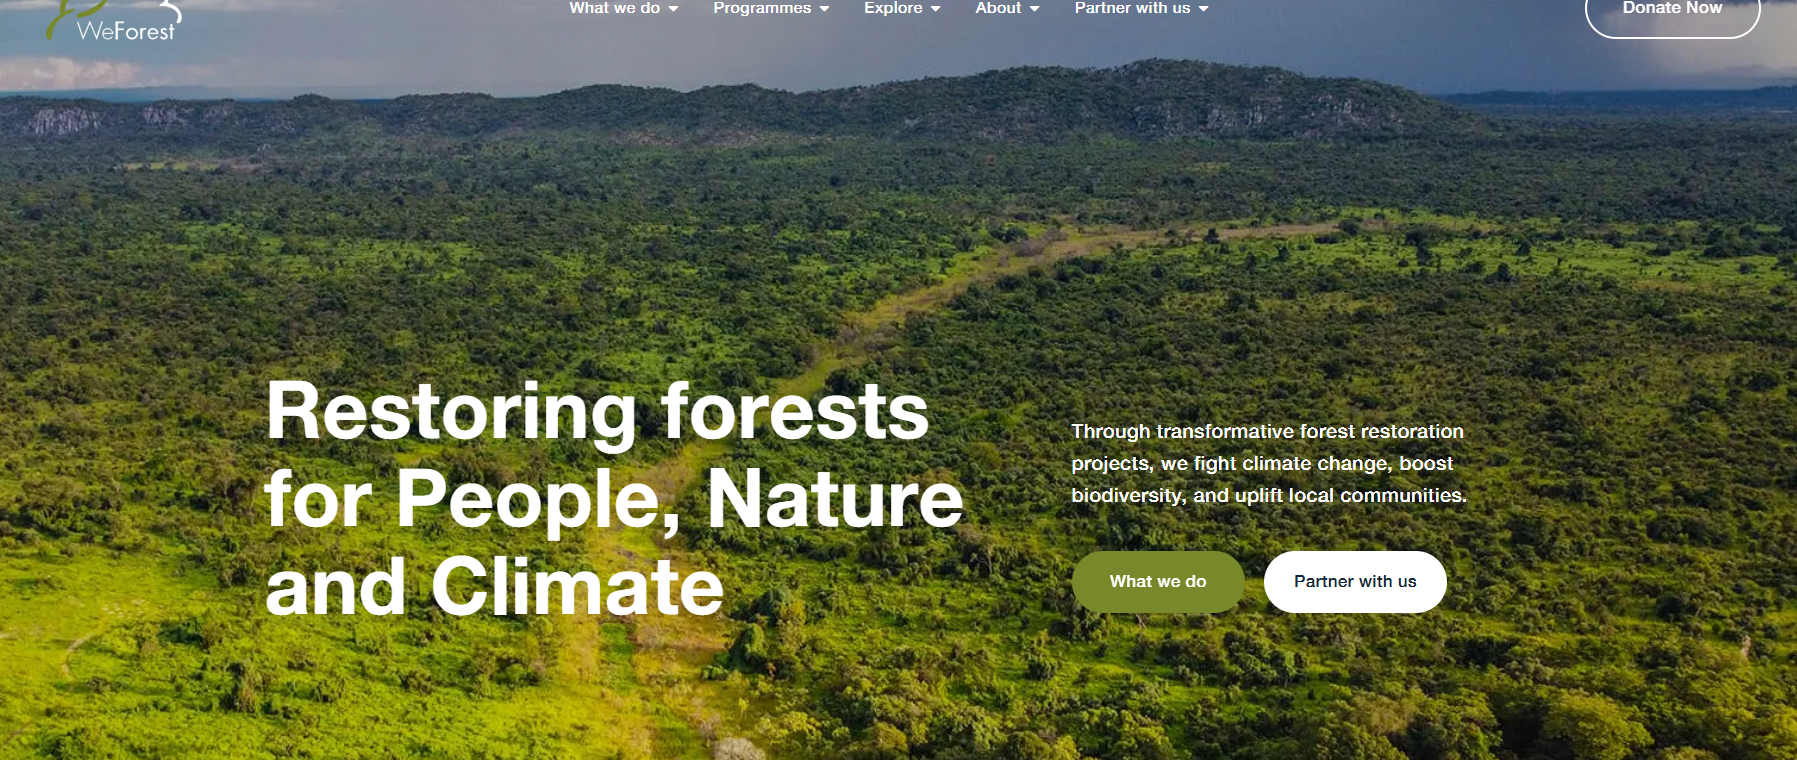 WeForest
What we do
Programmes
Explore
About
Partner with us
Donate Now
Restoring forests
for People, Nature
and Climate
Through transformative forest restoration
projects, we fight climate change, boost
biodiversity, and uplift local communities.
What we do
Partner with us